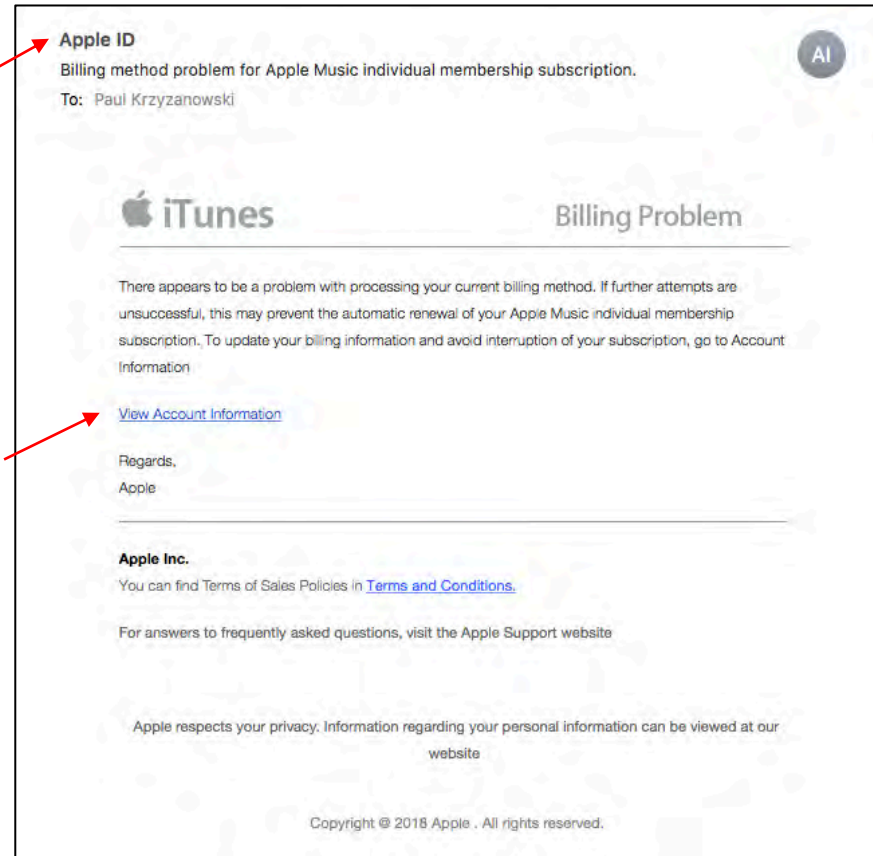 Apple ID
AI
Billing method problem for Apple Music individual membership subscription.
To: Paul Krzyzanowski
iTunes
Billing Problem
There appears to be a problem with processing your current billing method. If further attempts are
unsuccessful, this may prevent the automatic renewal of your Apple Music individual membership
subscription. To update your billing information and avoid interruption of your subscription, go to Account
Information
View Account Information
Regards,
Apple
Apple Inc.
You can find Terms of Sales Policies in Terms and Conditions.
For answers to frequently asked questions, visit the Apple Support website
Apple respects your privacy. Information regarding your personal information can be viewed at our
website
Copyright @ 2018 Apple . All rights reserved.